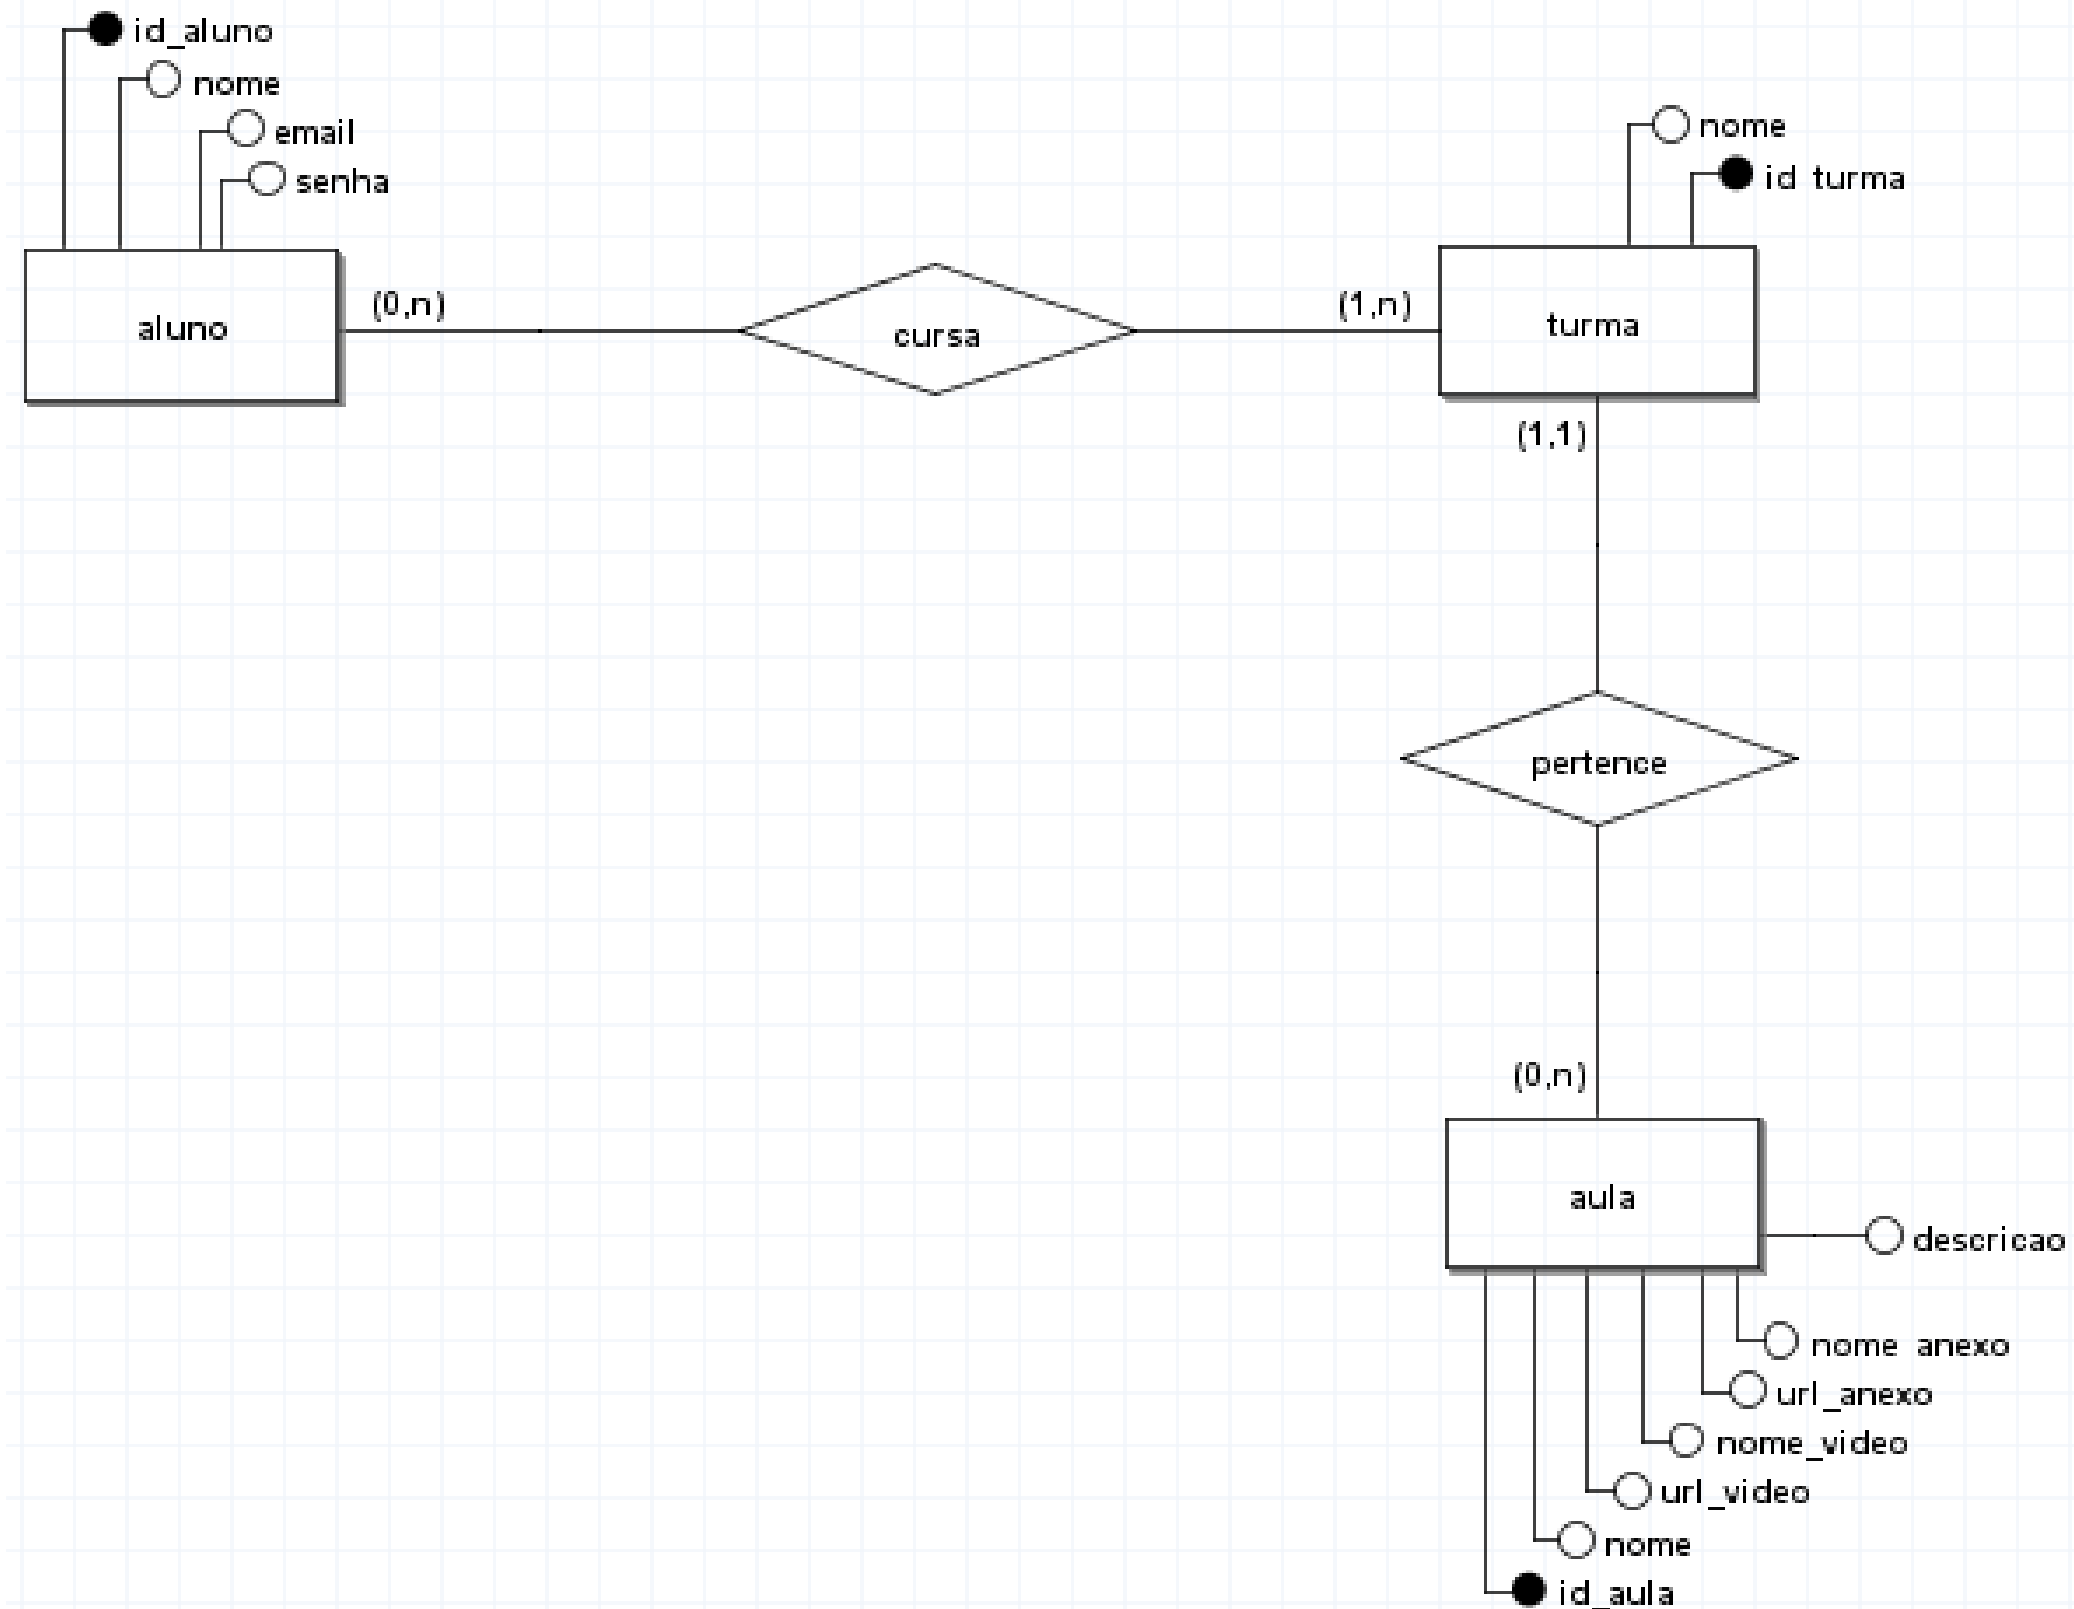 id_aluno
nome
email
senha
nome
id turma
aluno
(0,n)
cursa
(1,n)
turma
(1,1)
pertence
(0,n)
aula
descricao
nome anexo
url_anexo
nome_video
url_video
nome
id_aula